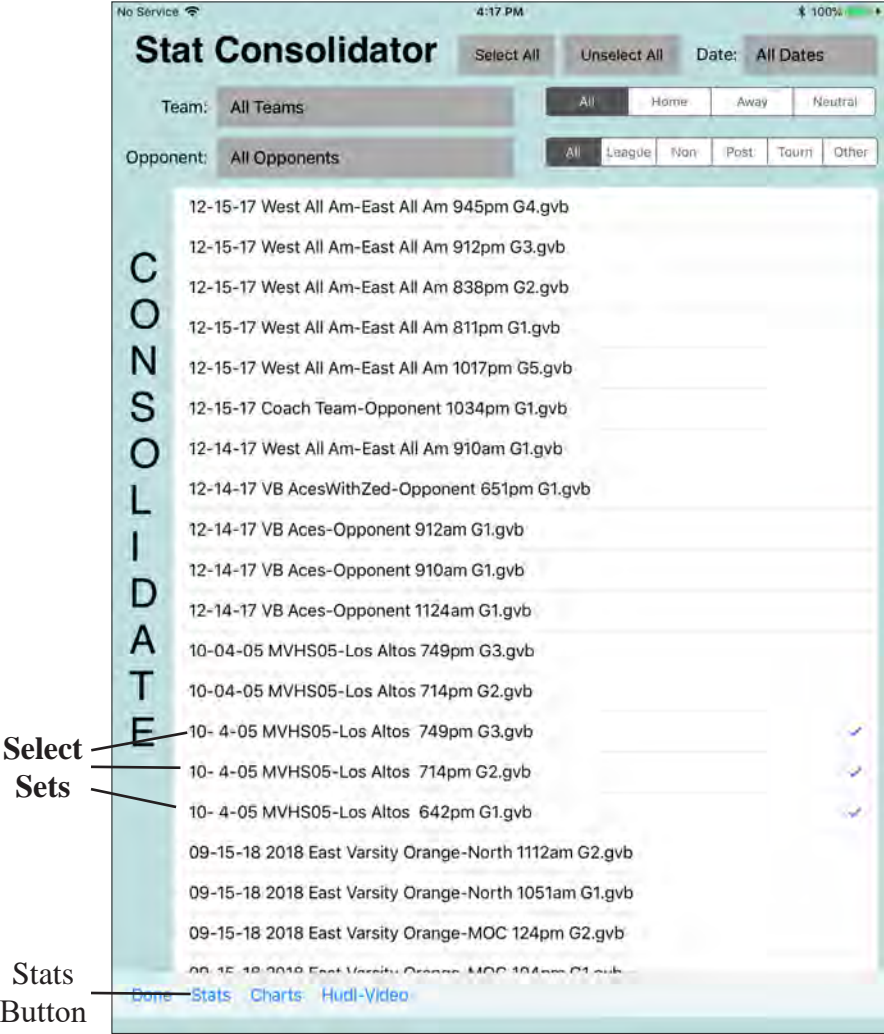 No Service 4:17 PM 100%
Stat Consolidator Select All Unselect All Date: All Dates
Team: All Teams All Home Away Neutral
Opponent: All Opponents All League Non Post Tourn Other
CONSOLIDATE
12-15-17 West All Am-East All Am 945pm G4.gvb
12-15-17 West All Am-East All Am 912pm G3.gvb
12-15-17 West All Am-East All Am 838pm G2.gvb
12-15-17 West All Am-East All Am 811pm G1.gvb
12-15-17 West All Am-East All Am 1017pm G5.gvb
12-15-17 Coach Team-Opponent 1034pm G1.gvb
12-14-17 West All Am-East All Am 910am G1.gvb
12-14-17 VB AcesWithZed-Opponent 651pm G1.gvb
12-14-17 VB Aces-Opponent 912am G1.gvb
12-14-17 VB Aces-Opponent 910am G1.gvb
12-14-17 VB Aces-Opponent 1124am G1.gvb
10-04-05 MVHS05-Los Altos 749pm G3.gvb
10-04-05 MVHS05-Los Altos 714pm G2.gvb
10- 4-05 MVHS05-Los Altos  749pm G3.gvb
10- 4-05 MVHS05-Los Altos  714pm G2.gvb
10- 4-05 MVHS05-Los Altos  642pm G1.gvb
Select
Sets
09-15-18 2018 East Varsity Orange-North 1112am G2.gvb
09-15-18 2018 East Varsity Orange-North 1051am G1.gvb
09-15-18 2018 East Varsity Orange-MOC 124pm G2.gvb
09-15-18 2018 East Varsity Orange-MOC
Done Stats Charts Hudl-Video
Stats
Button